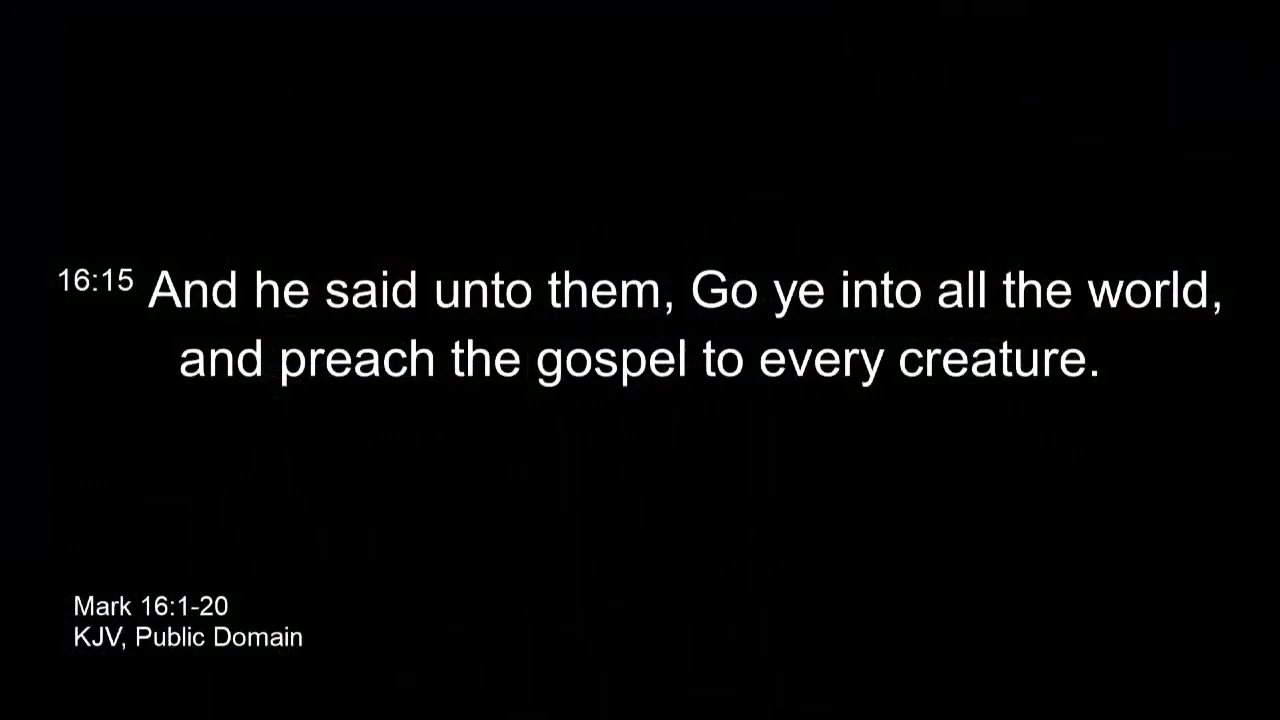 16:15 And he said unto them, Go ye into all the world,
and preach the gospel to every creature.
Mark 16:1-20
KJV, Public Domain